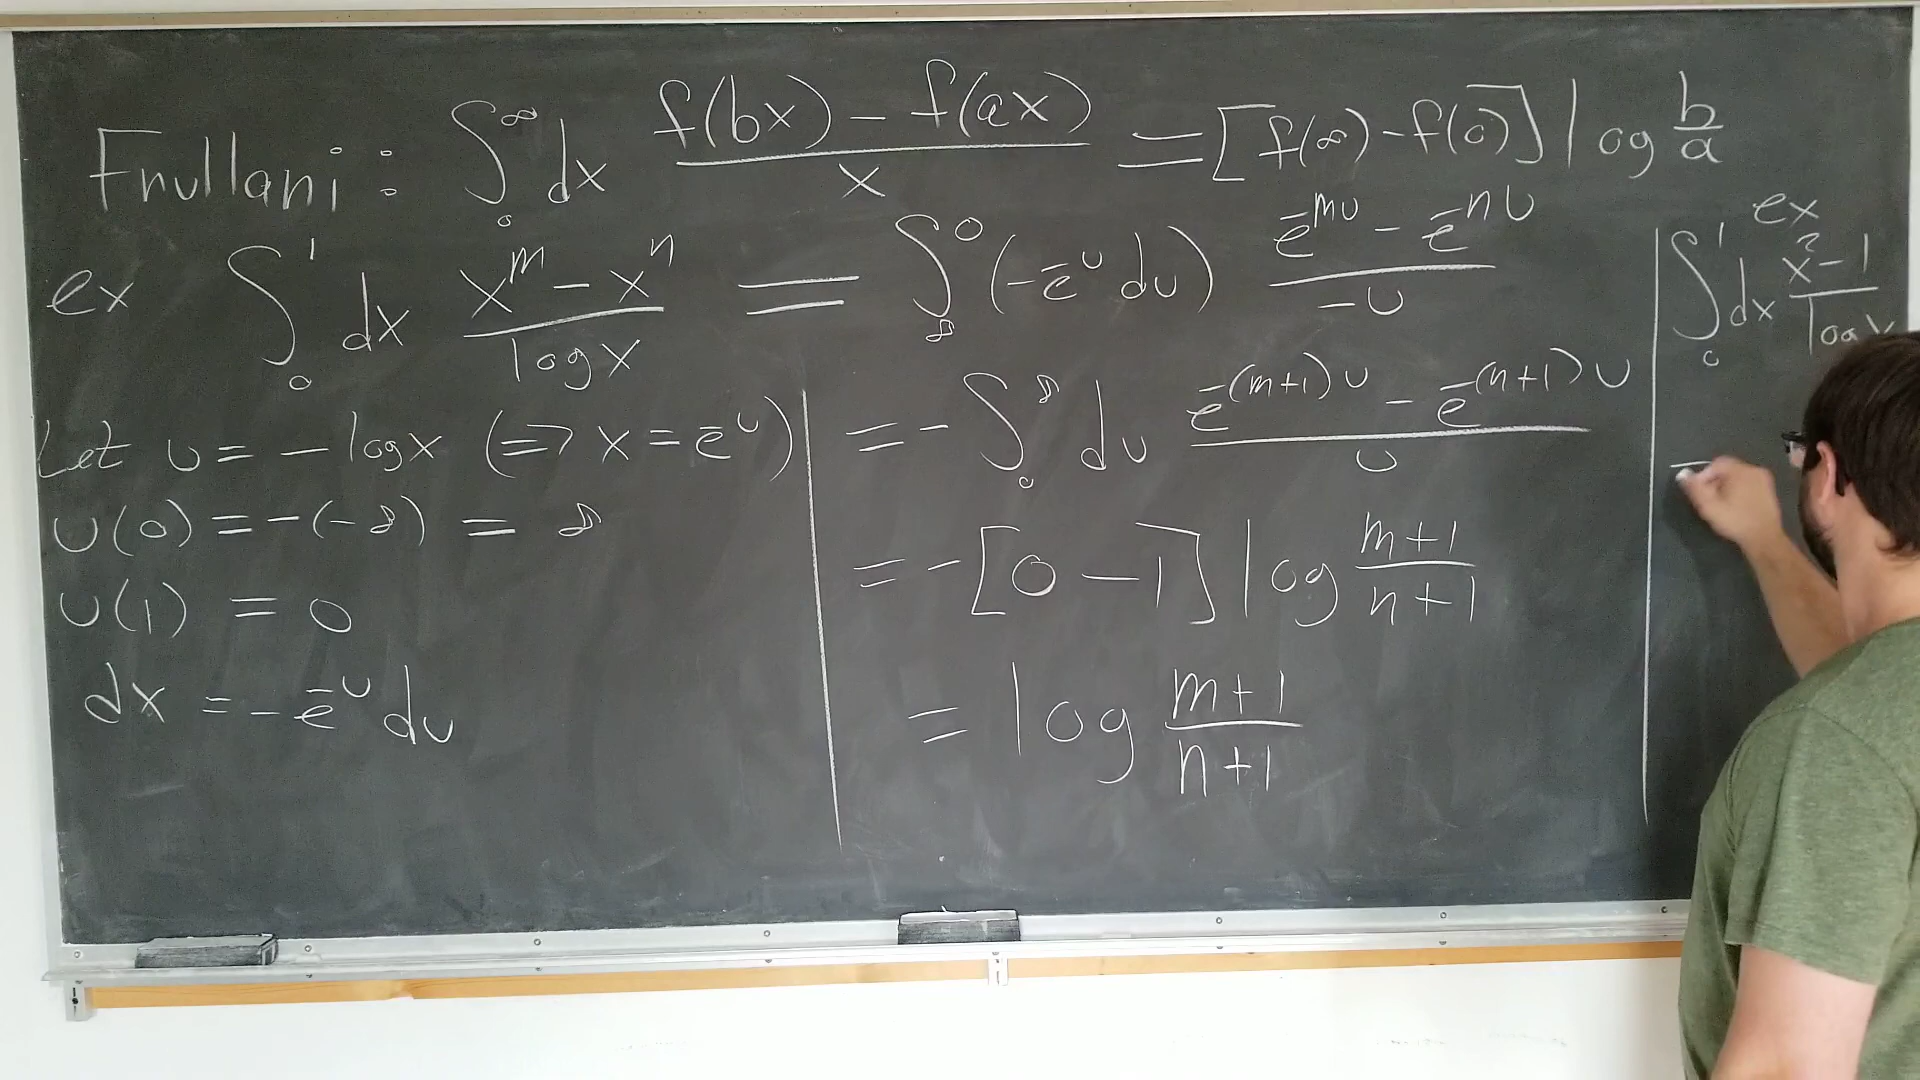 Frullani : ∫₀^∞ dx (f(bx) - f(ax))/x = [f(∞) - f(0)] log b/a
ex ∫₀¹ dx (x^m - x^n)/log x = ∫_∞^0 (-e^-u du) (e^-mu - e^-nu)/-u
Let u = -log x (=> x = e^-u)
u(0) = -(-∞) = ∞
u(1) = 0
dx = -e^-u du
= - ∫₀^∞ du (e^-(m+1)u - e^-(n+1)u)/u
= -[0 - 1] log (m+1)/(n+1)
= log (m+1)/(n+1)
ex
∫₀¹ dx (x² - 1)/log x